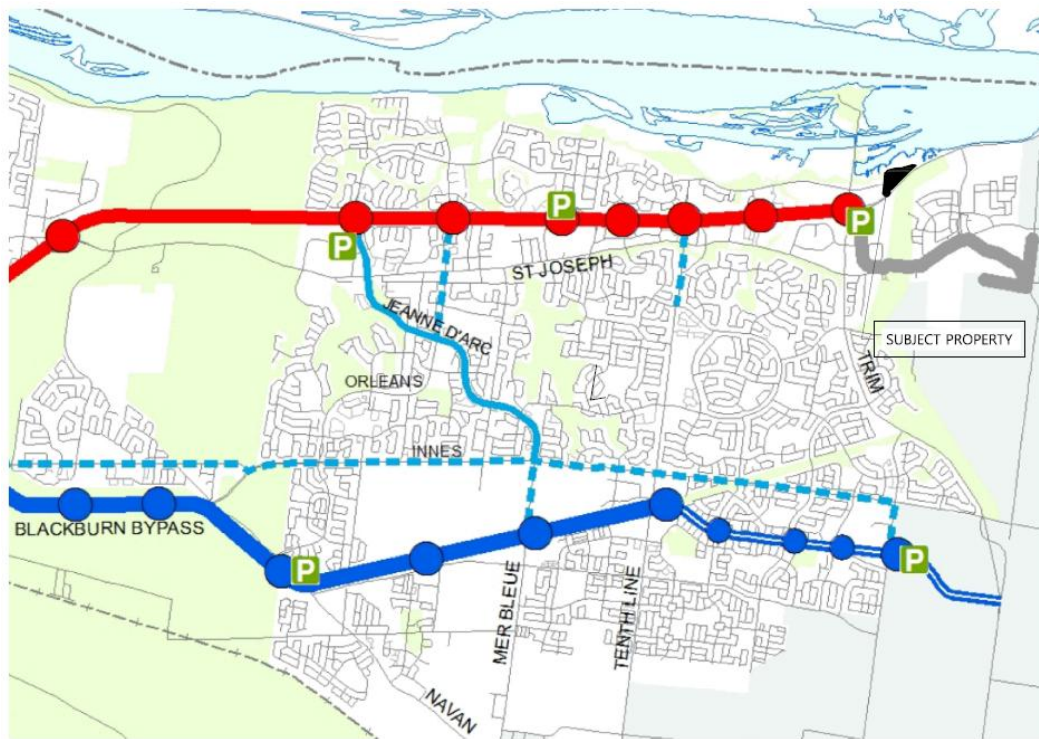 P
P
P
ST JOSEPH
JEANNE D'ARC
SUBJECT PROPERTY
TRIM
ORLEANS
INNES
BLACKBURN BYPASS
P
P
MER BLEUE
TENTH LINE
NAVAN